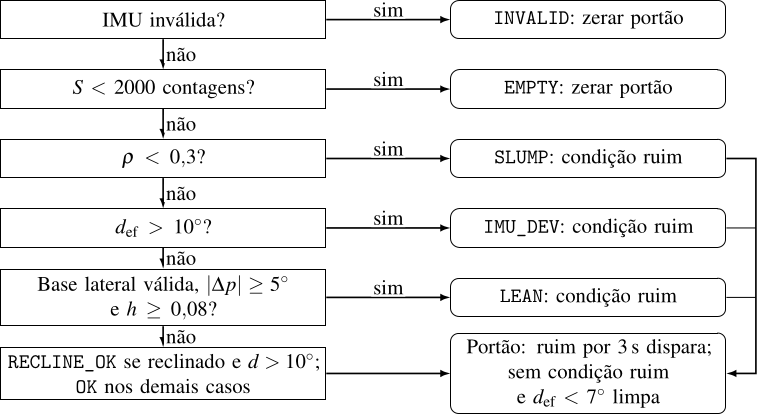 IMU inválida?
sim
INVALID: zerar portão
não
S < 2000 contagens?
sim
EMPTY: zerar portão
não
ρ < 0,3?
sim
SLUMP: condição ruim
não
d_ef > 10°?
sim
IMU_DEV: condição ruim
não
Base lateral válida, |Δp| ≥ 5°
e h ≥ 0,08?
sim
LEAN: condição ruim
não
RECLINE_OK se reclinado e d > 10°;
OK nos demais casos
Portão: ruim por 3 s dispara;
sem condição ruim
e d_ef < 7° limpa